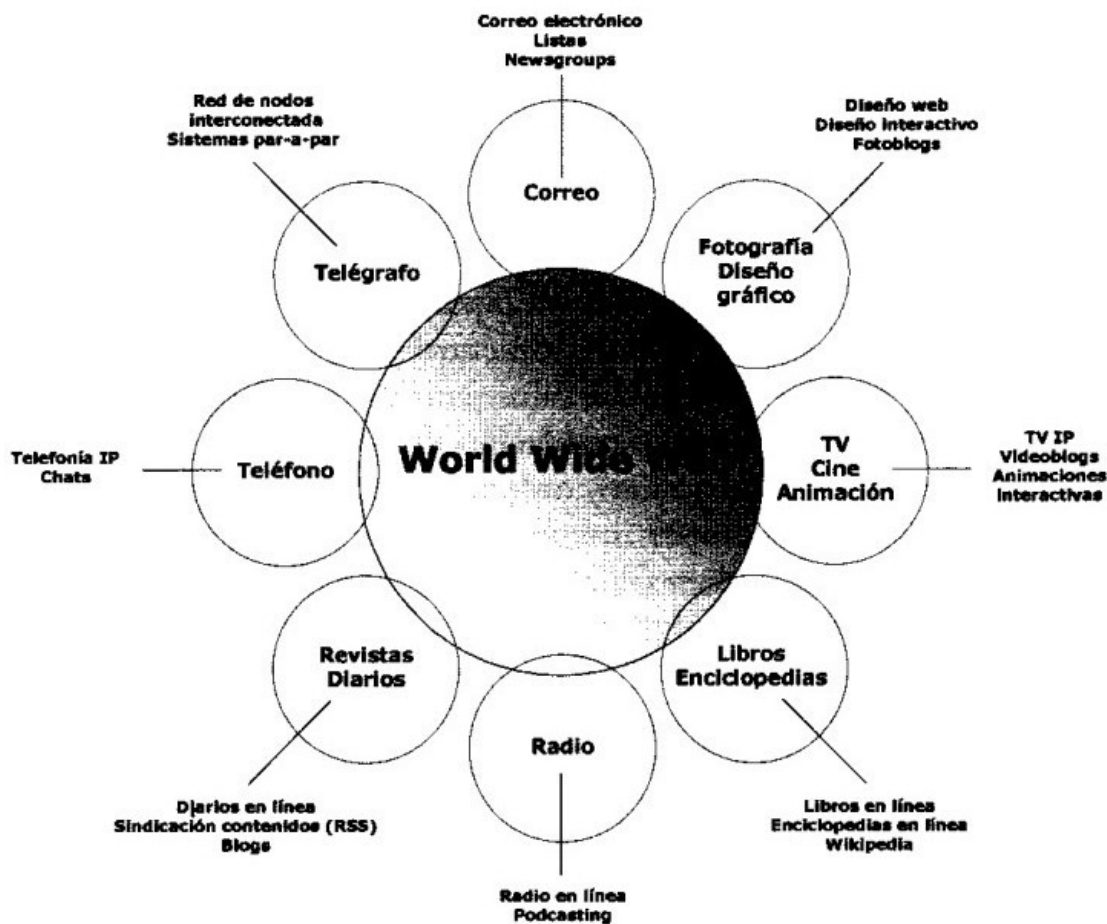 Correo electrónico
Listas
Newsgroups
Red de nodos
interconectada
Sistemas par-a-par
Diseño web
Diseño interactivo
Fotoblogs
Correo
Telégrafo
Fotografía
Diseño
gráfico
World Wide
Telefonía IP
Chats
Teléfono
TV
Cine
Animación
TV IP
Videoblogs
Animaciones
interactivas
Revistas
Diarios
Libros
Enciclopedias
Radio
Diarios en línea
Sindicación contenidos (RSS)
Blogs
Libros en línea
Enciclopedias en línea
Wikipedia
Radio en línea
Podcasting